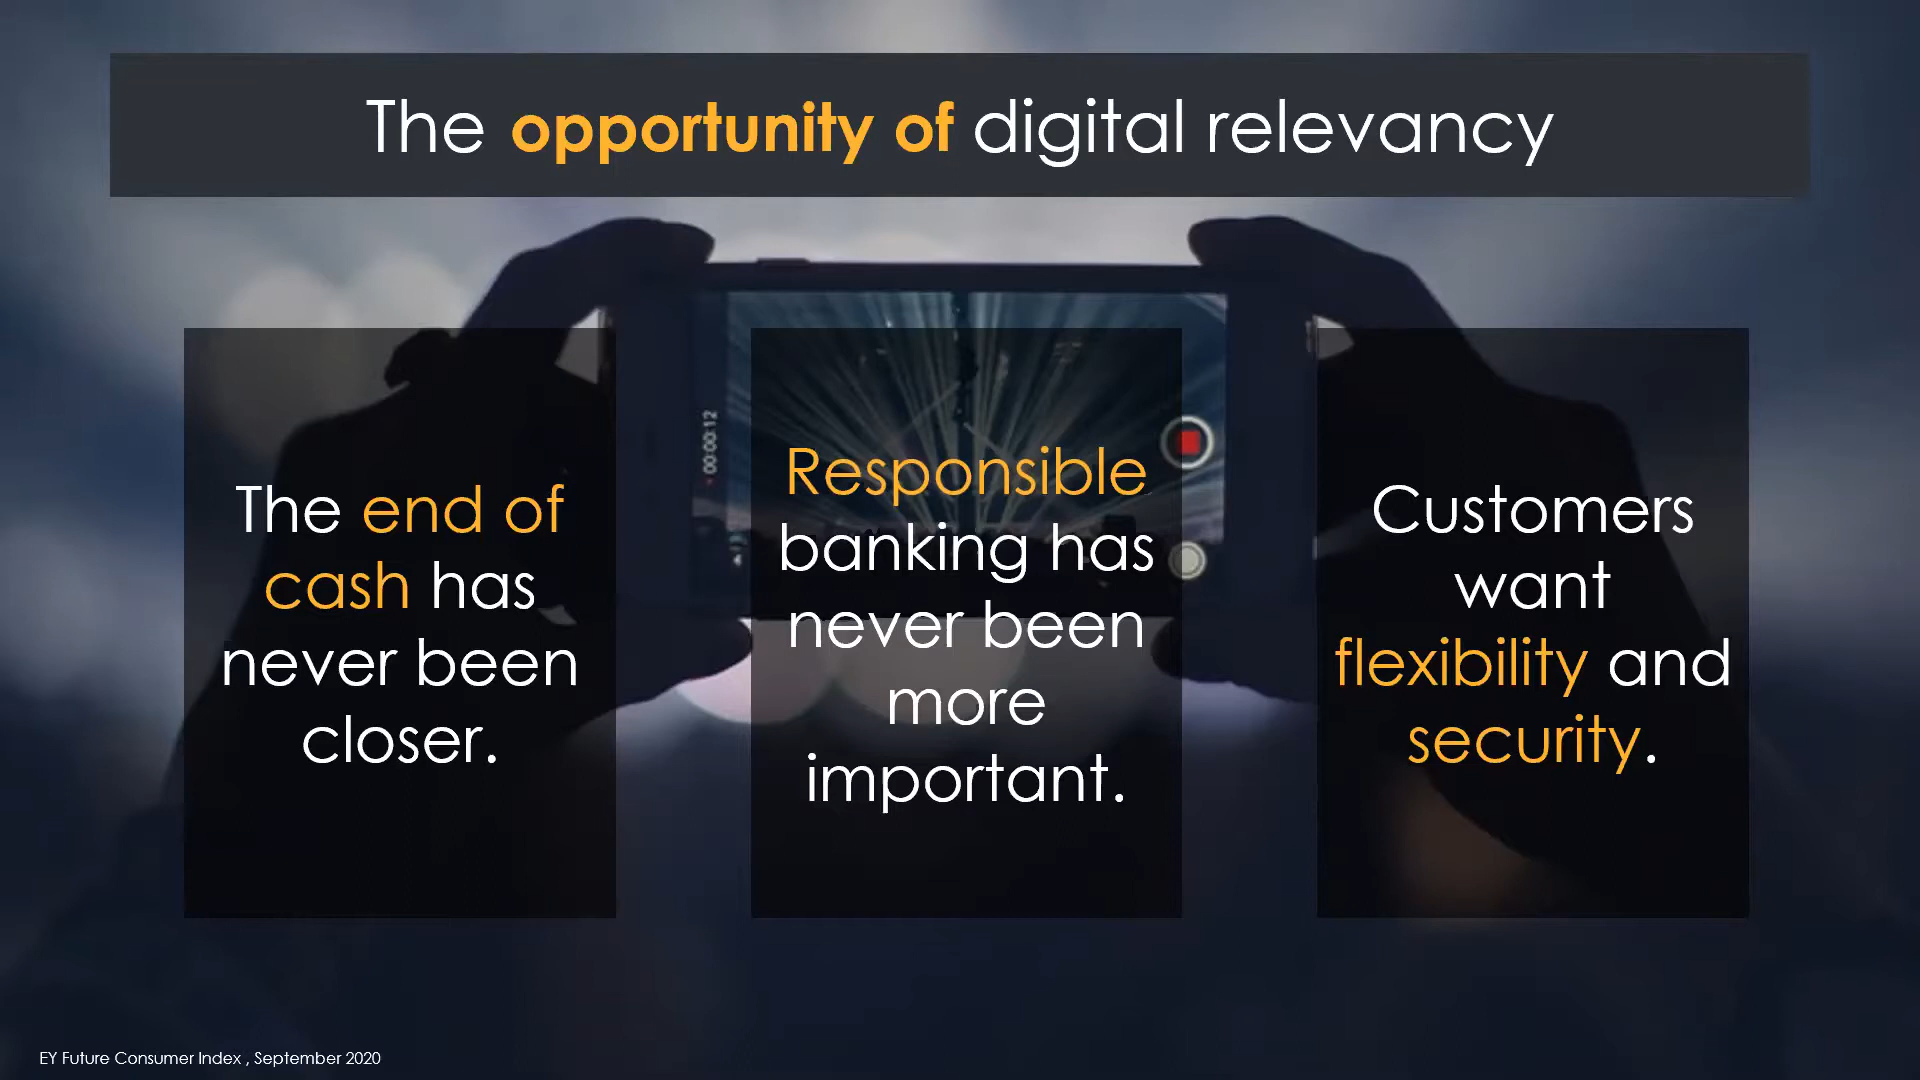 The opportunity of digital relevancy
00:00:12
The end of
cash has
never been
closer.
Responsible
banking has
never been
more
important.
Customers
want
flexibility and
security.
EY Future Consumer Index , September 2020